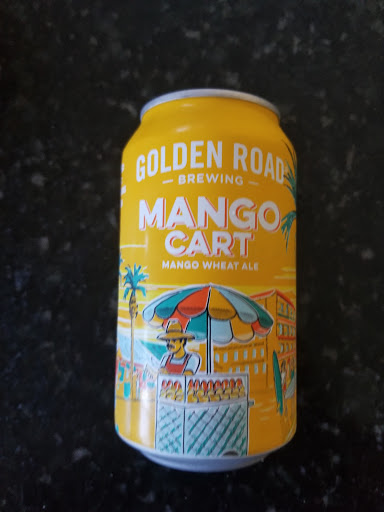 GOLDEN ROAD
BREWING
MANGO
CART
MANGO WHEAT ALE